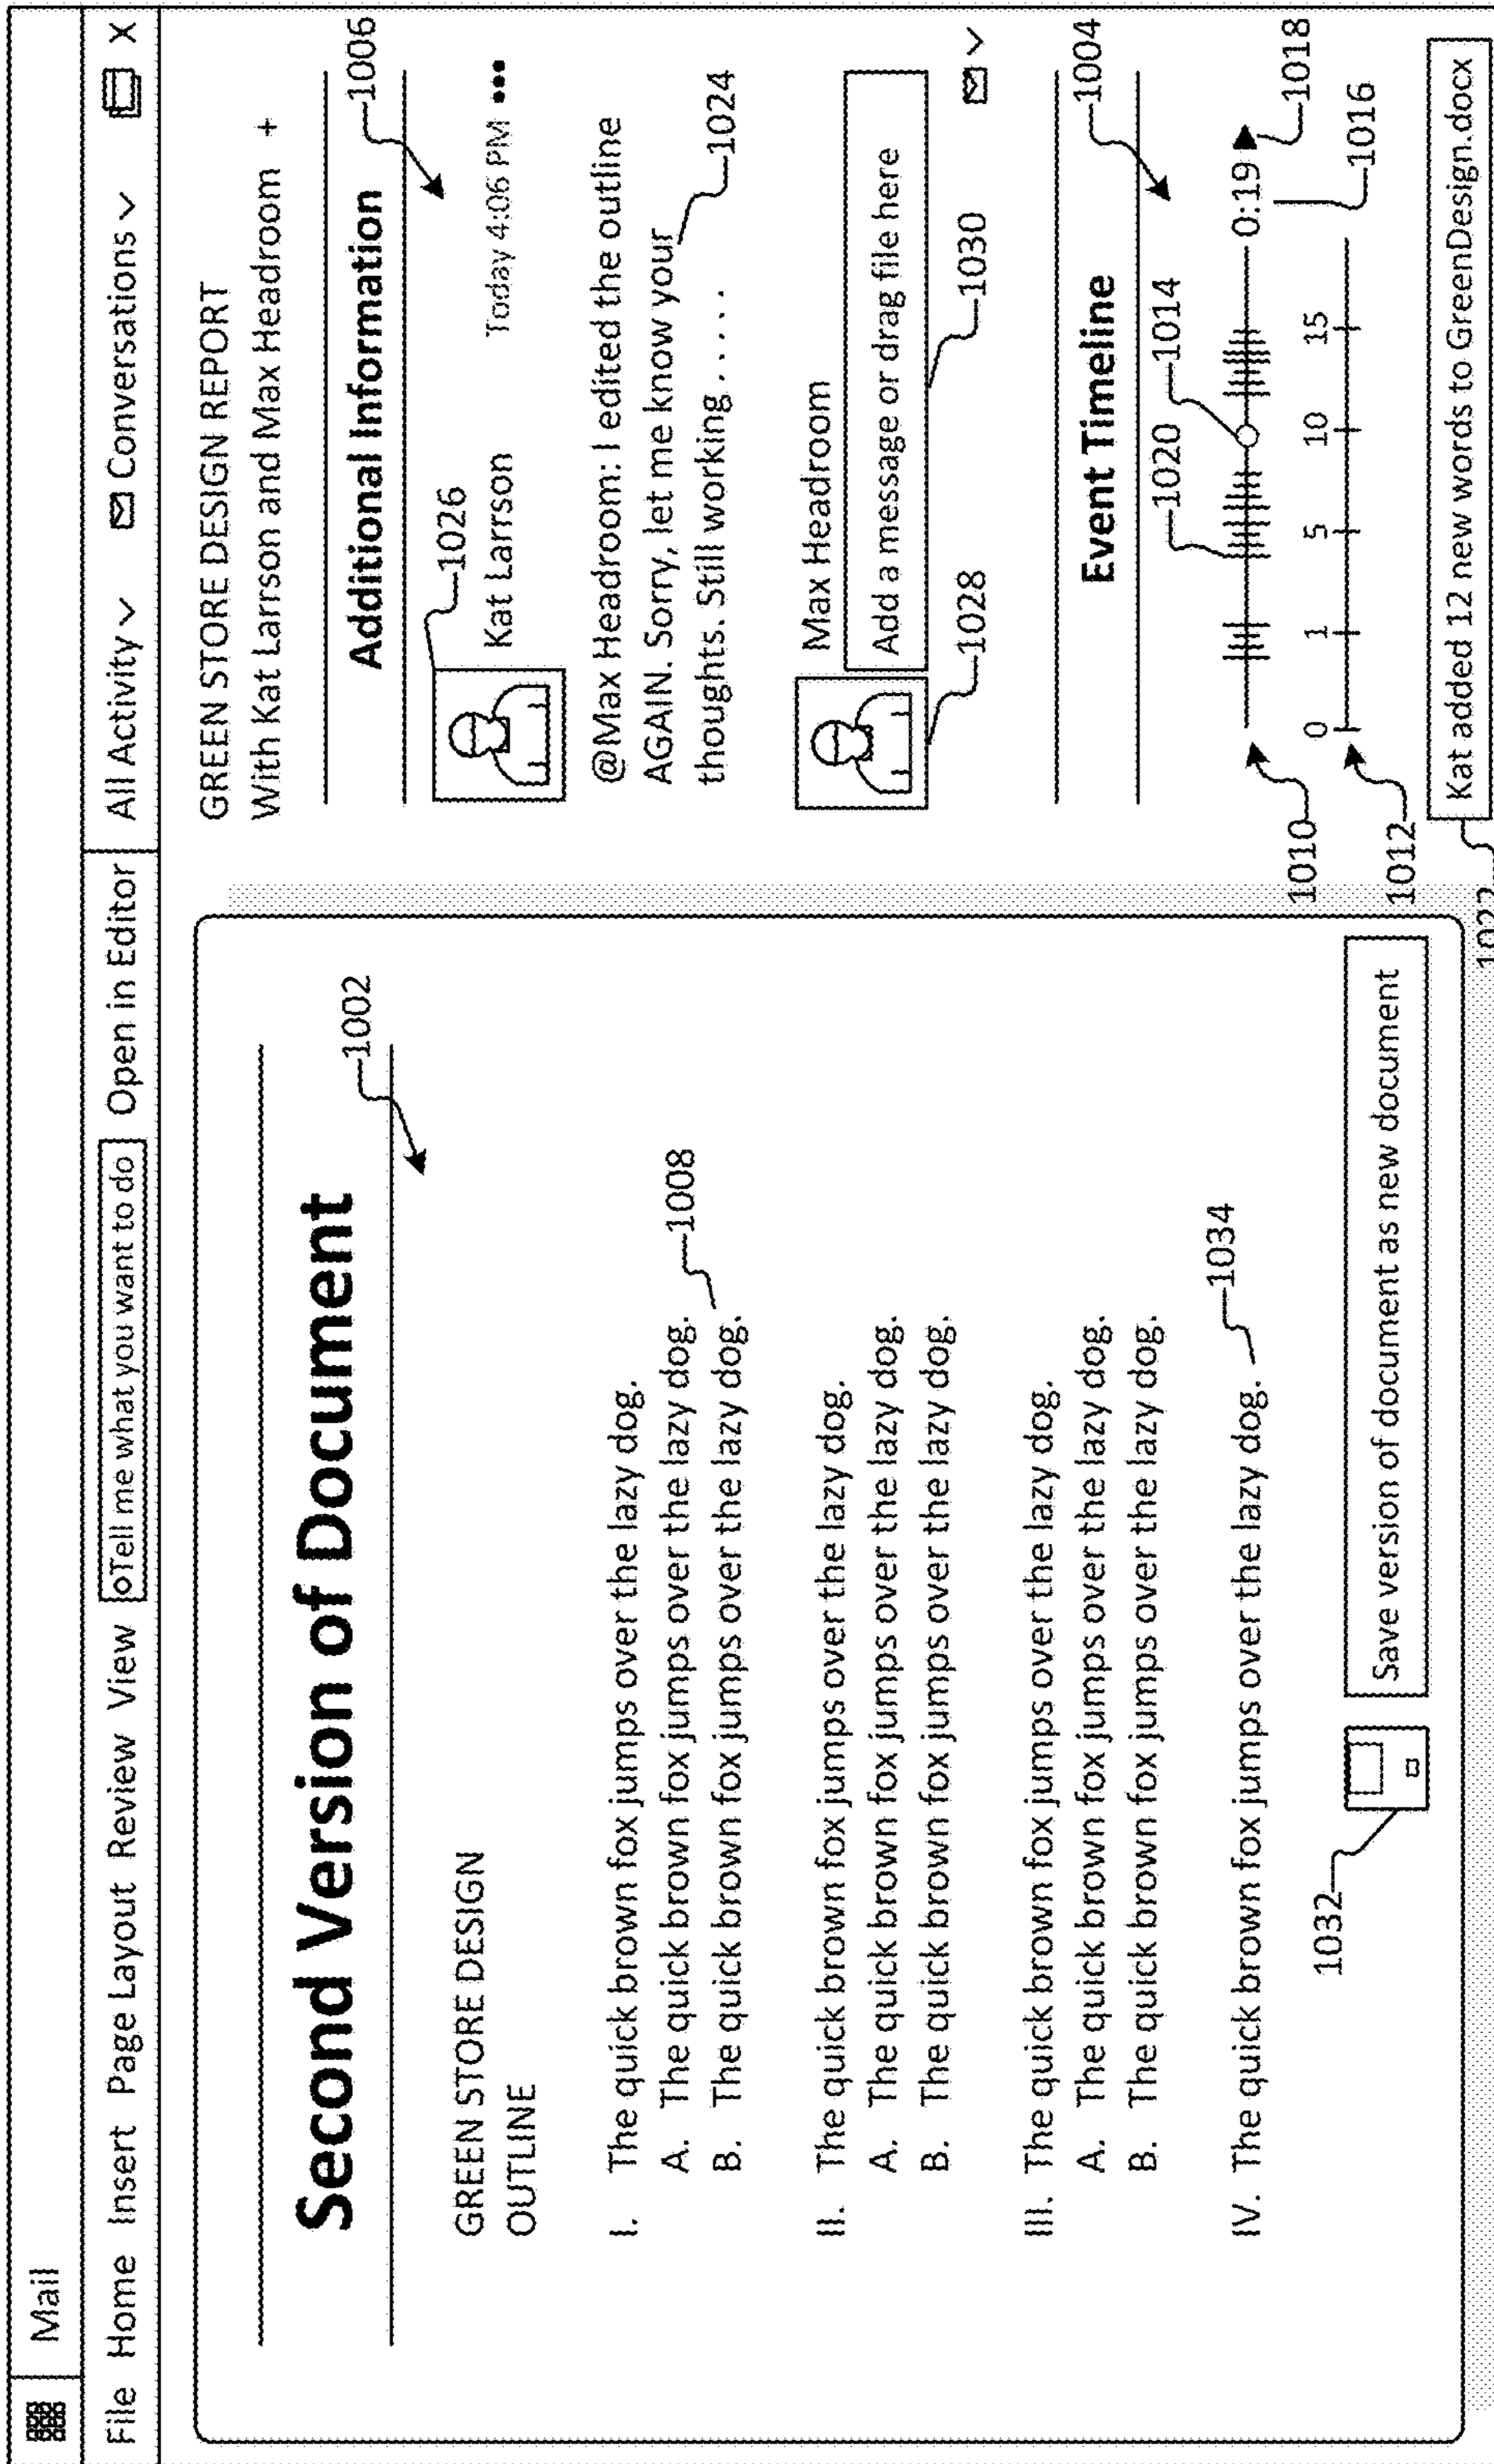 Mail
File Home Insert Page Layout Review View Tell me what you want to do Open in Editor All Activity Conversations X
Second Version of Document
1002
GREEN STORE DESIGN
OUTLINE
I. The quick brown fox jumps over the lazy dog.
A. The quick brown fox jumps over the lazy dog.
B. The quick brown fox jumps over the lazy dog.
1008
II. The quick brown fox jumps over the lazy dog.
A. The quick brown fox jumps over the lazy dog.
B. The quick brown fox jumps over the lazy dog.
III. The quick brown fox jumps over the lazy dog.
A. The quick brown fox jumps over the lazy dog.
B. The quick brown fox jumps over the lazy dog.
IV. The quick brown fox jumps over the lazy dog.
1034
1032
Save version of document as new document
GREEN STORE DESIGN REPORT
With Kat Larrson and Max Headroom +
Additional Information
1006
1026
Kat Larrson Today 4:06 PM •••
@Max Headroom: I edited the outline
AGAIN. Sorry, let me know your
thoughts. Still working . . . . .
1024
Max Headroom
Add a message or drag file here
1028
1030
Event Timeline
1004
1020
1014
0:19
1018
1010
0 1 5 10 15
1016
1012
Kat added 12 new words to GreenDesign.docx
1022